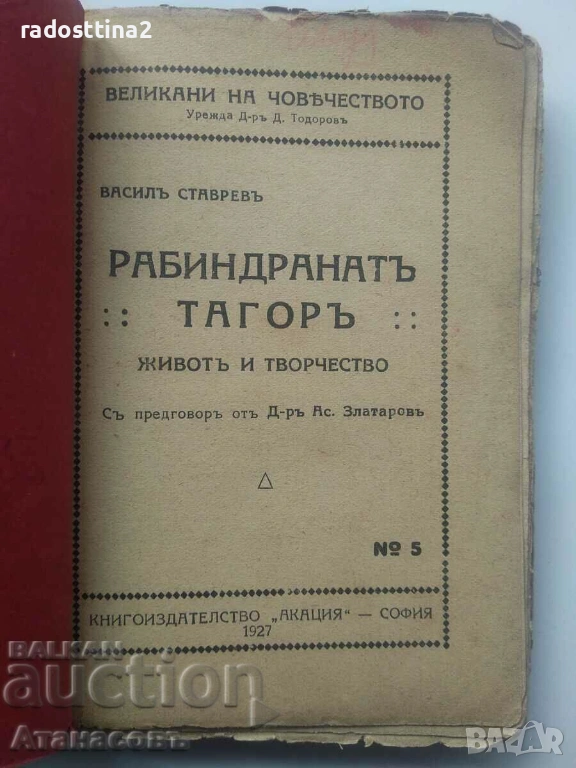 radosttina2
ВЕЛИКАНИ НА ЧОВѢЧЕСТВОТО
Урежда Д-ръ Д. Тодоровъ
ВАСИЛЪ СТАВРЕВЪ
РАБИНДРАНАТЪ
ТАГОРЪ
ЖИВОТЪ И ТВОРЧЕСТВО
Съ предговоръ отъ Д-ръ Ас. Златаровъ
№ 5
КНИГОИЗДАТЕЛСТВО „АКАЦИЯ" — СОФИЯ
1927
BALKAN
auction
Атанасовъ
BAZAR